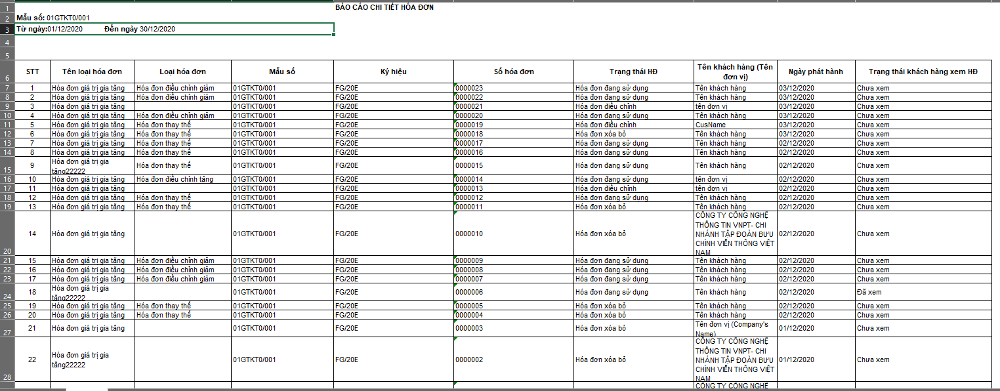 1 BÁO CÁO CHI TIẾT HÓA ĐƠN
2 Mẫu số: 01GTKT0/001
3 Từ ngày:01/12/2020 Đến ngày 30/12/2020
4
5
6 STT Tên loại hóa đơn Loại hóa đơn Mẫu số Ký hiệu Số hóa đơn Trạng thái HĐ Tên khách hàng (Tên đơn vị) Ngày phát hành Trạng thái khách hàng xem HĐ
7 1 Hóa đơn giá trị gia tăng Hóa đơn điều chỉnh giảm 01GTKT0/001 FG/20E 0000023 Hóa đơn đang sử dụng Tên khách hàng 03/12/2020 Chưa xem
8 2 Hóa đơn giá trị gia tăng Hóa đơn điều chỉnh giảm 01GTKT0/001 FG/20E 0000022 Hóa đơn đang sử dụng Tên khách hàng 03/12/2020 Chưa xem
9 3 Hóa đơn giá trị gia tăng 01GTKT0/001 FG/20E 0000021 Hóa đơn điều chỉnh tên đơn vị 03/12/2020 Chưa xem
10 4 Hóa đơn giá trị gia tăng Hóa đơn điều chỉnh giảm 01GTKT0/001 FG/20E 0000020 Hóa đơn đang sử dụng Tên khách hàng 03/12/2020 Chưa xem
11 5 Hóa đơn giá trị gia tăng Hóa đơn thay thế 01GTKT0/001 FG/20E 0000019 Hóa đơn điều chỉnh CusName 03/12/2020 Chưa xem
12 6 Hóa đơn giá trị gia tăng Hóa đơn thay thế 01GTKT0/001 FG/20E 0000018 Hóa đơn xóa bỏ Tên khách hàng 03/12/2020 Chưa xem
13 7 Hóa đơn giá trị gia tăng Hóa đơn thay thế 01GTKT0/001 FG/20E 0000017 Hóa đơn đang sử dụng Tên khách hàng 02/12/2020 Chưa xem
14 8 Hóa đơn giá trị gia tăng Hóa đơn thay thế 01GTKT0/001 FG/20E 0000016 Hóa đơn đang sử dụng Tên khách hàng 02/12/2020 Chưa xem
15 9 Hóa đơn giá trị gia tăng22222 Hóa đơn thay thế 01GTKT0/001 FG/20E 0000015 Hóa đơn đang sử dụng Tên khách hàng 02/12/2020 Chưa xem
16 10 Hóa đơn giá trị gia tăng Hóa đơn điều chỉnh tăng 01GTKT0/001 FG/20E 0000014 Hóa đơn đang sử dụng tên đơn vị 02/12/2020 Chưa xem
17 11 Hóa đơn giá trị gia tăng 01GTKT0/001 FG/20E 0000013 Hóa đơn điều chỉnh tên đơn vị 02/12/2020 Chưa xem
18 12 Hóa đơn giá trị gia tăng Hóa đơn thay thế 01GTKT0/001 FG/20E 0000012 Hóa đơn đang sử dụng Tên khách hàng 02/12/2020 Chưa xem
19 13 Hóa đơn giá trị gia tăng Hóa đơn thay thế 01GTKT0/001 FG/20E 0000011 Hóa đơn xóa bỏ Tên khách hàng 02/12/2020 Chưa xem
20 14 Hóa đơn giá trị gia tăng 01GTKT0/001 FG/20E 0000010 Hóa đơn xóa bỏ CÔNG TY CÔNG NGHỆ THÔNG TIN VNPT- CHI NHÁNH TẬP ĐOÀN BƯU CHÍNH VIỄN THÔNG VIỆT NAM 02/12/2020 Chưa xem
21 15 Hóa đơn giá trị gia tăng Hóa đơn điều chỉnh giảm 01GTKT0/001 FG/20E 0000009 Hóa đơn đang sử dụng Tên khách hàng 02/12/2020 Chưa xem
22 16 Hóa đơn giá trị gia tăng Hóa đơn điều chỉnh giảm 01GTKT0/001 FG/20E 0000008 Hóa đơn đang sử dụng Tên khách hàng 02/12/2020 Chưa xem
23 17 Hóa đơn giá trị gia tăng Hóa đơn điều chỉnh giảm 01GTKT0/001 FG/20E 0000007 Hóa đơn đang sử dụng Tên khách hàng 02/12/2020 Chưa xem
24 18 Hóa đơn giá trị gia tăng22222 01GTKT0/001 FG/20E 0000006 Hóa đơn đang sử dụng Tên khách hàng 02/12/2020 Đã xem
25 19 Hóa đơn giá trị gia tăng Hóa đơn thay thế 01GTKT0/001 FG/20E 0000005 Hóa đơn xóa bỏ Tên khách hàng 02/12/2020 Chưa xem
26 20 Hóa đơn giá trị gia tăng Hóa đơn thay thế 01GTKT0/001 FG/20E 0000004 Hóa đơn xóa bỏ Tên khách hàng 02/12/2020 Chưa xem
27 21 Hóa đơn giá trị gia tăng 01GTKT0/001 FG/20E 0000003 Hóa đơn xóa bỏ Tên đơn vị (Company's Name) 01/12/2020 Chưa xem
28 22 Hóa đơn giá trị gia tăng22222 01GTKT0/001 FG/20E 0000002 Hóa đơn xóa bỏ CÔNG TY CÔNG NGHỆ THÔNG TIN VNPT- CHI NHÁNH TẬP ĐOÀN BƯU CHÍNH VIỄN THÔNG VIỆT NAM 01/12/2020 Chưa xem
CÔNG TY CÔNG NGHỆ